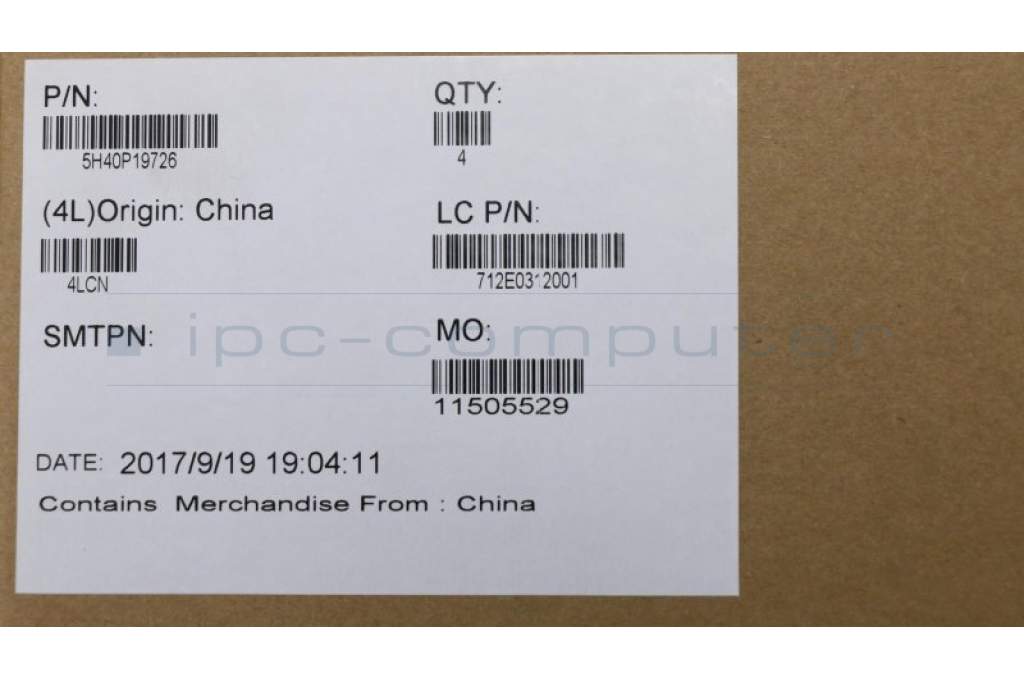 P/N:
5H40P19726
QTY:
4
(4L)Origin: China
4LCN
LC P/N:
712E0312001
SMTPN:
MO:
11505529
ipc-computer
DATE: 2017/9/19 19:04:11
Contains Merchandise From : China